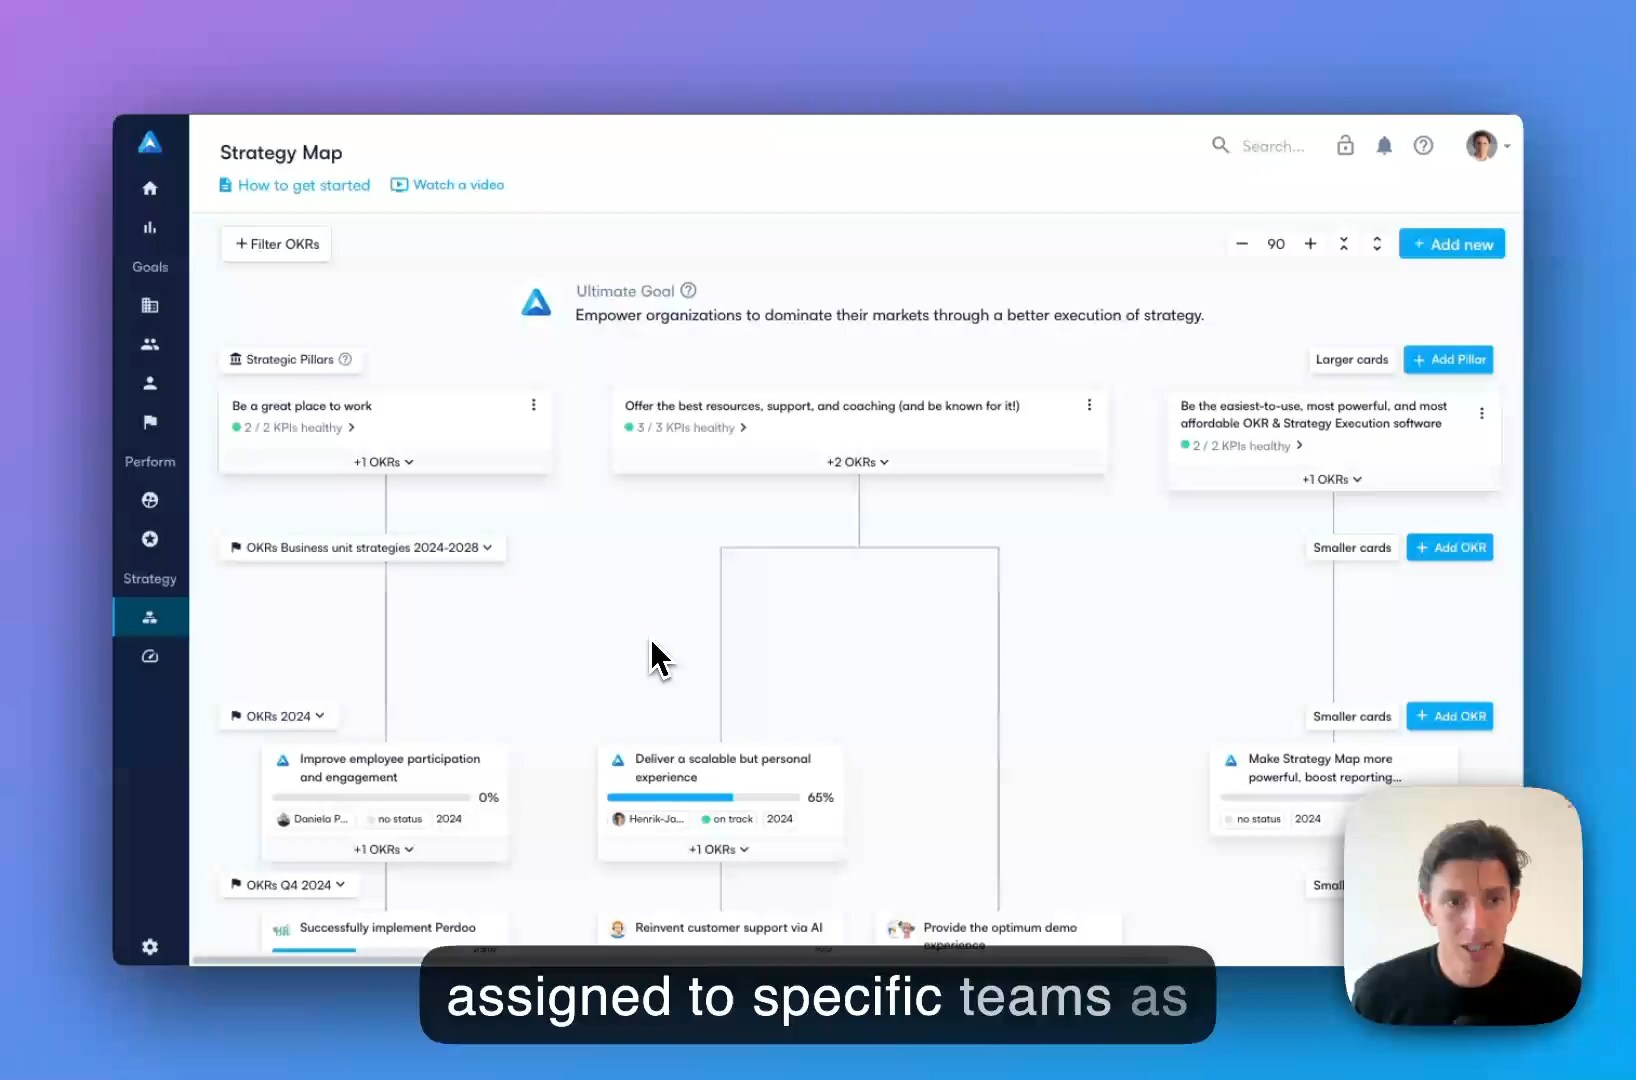 Strategy Map
How to get started
Watch a video
Search...
Goals
Perform
Strategy
+ Filter OKRs
− 90 +
+ Add new
Ultimate Goal
Empower organizations to dominate their markets through a better execution of strategy.
Strategic Pillars
Larger cards
+ Add Pillar
Be a great place to work
2 / 2 KPIs healthy
+1 OKRs
Offer the best resources, support, and coaching (and be known for it!)
3 / 3 KPIs healthy
+2 OKRs
Be the easiest-to-use, most powerful, and most
affordable OKR & Strategy Execution software
2 / 2 KPIs healthy
+1 OKRs
OKRs Business unit strategies 2024-2028
Smaller cards
+ Add OKR
OKRs 2024
Smaller cards
+ Add OKR
Improve employee participation
and engagement
0%
Daniela P...
no status
2024
+1 OKRs
Deliver a scalable but personal
experience
65%
Henrik-Ja...
on track
2024
+1 OKRs
Make Strategy Map more
powerful, boost reporting...
no status
2024
OKRs Q4 2024
Smal
Successfully implement Perdoo
Reinvent customer support via AI
Provide the optimum demo
experience
assigned to specific teams as